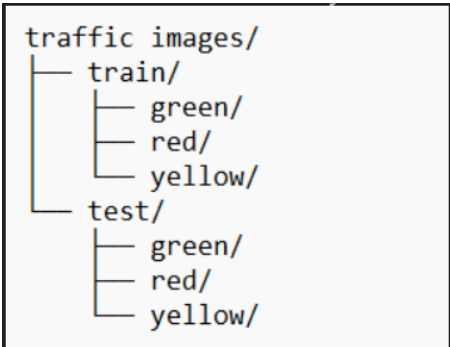 traffic images/
├── train/
│   ├── green/
│   ├── red/
│   └── yellow/
└── test/
    ├── green/
    ├── red/
    └── yellow/